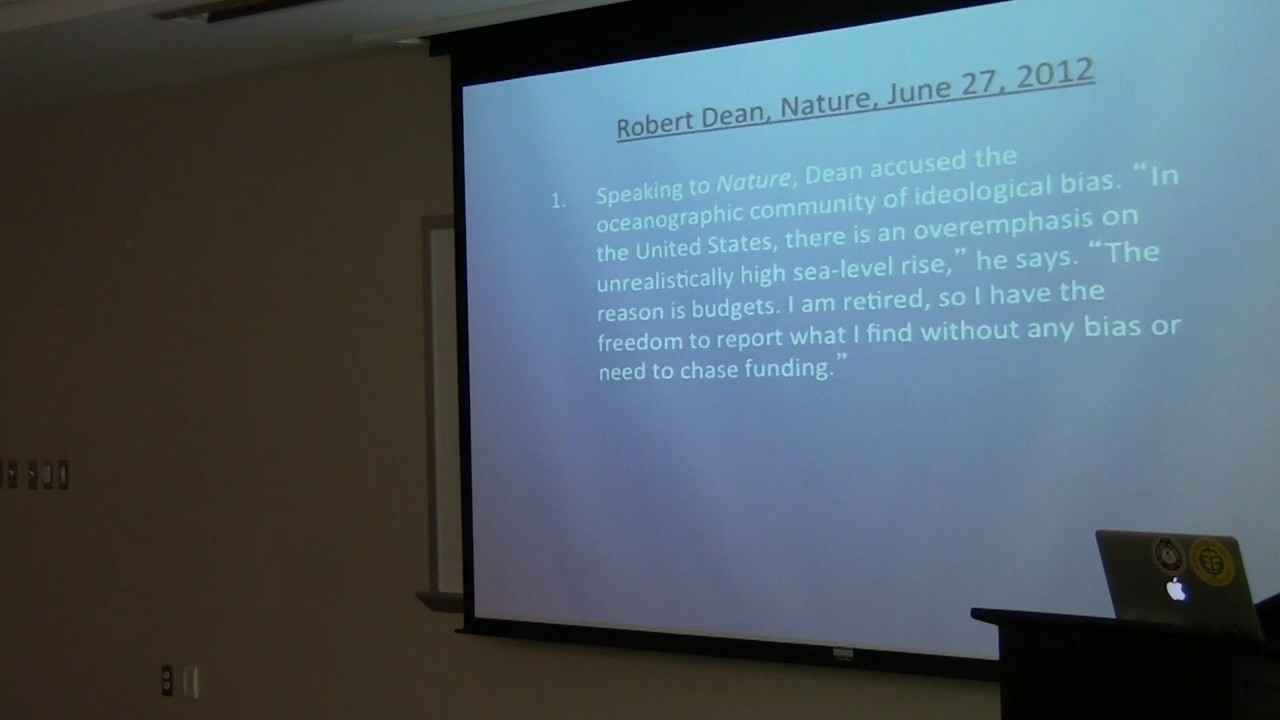 Robert Dean, Nature, June 27, 2012
1. Speaking to Nature, Dean accused the
oceanographic community of ideological bias. “In
the United States, there is an overemphasis on
unrealistically high sea-level rise,” he says. “The
reason is budgets. I am retired, so I have the
freedom to report what I find without any bias or
need to chase funding.”